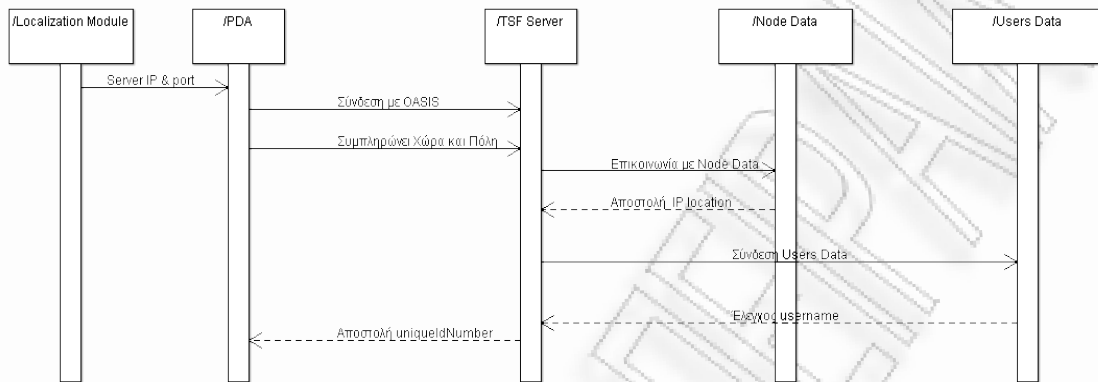 /Localization Module
/PDA
/TSF Server
/Node Data
/Users Data
Server IP & port
Σύνδεση με OASIS
Συμπληρώνει Χώρα και Πόλη
Επικοινωνία με Node Data
Αποστολή IP location
Σύνδεση Users Data
Έλεγχος username
Αποστολή uniqueIdNumber